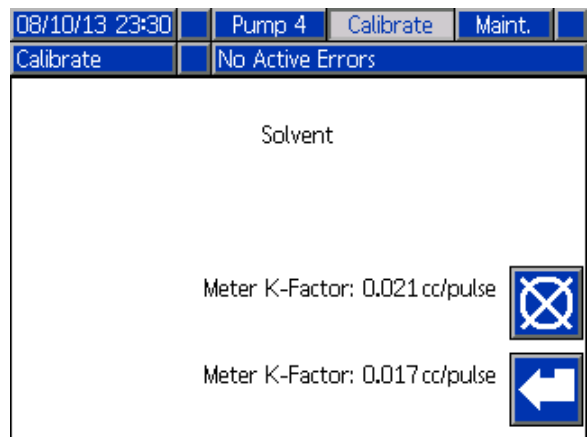 08/10/13 23:30 Pump 4 Calibrate Maint.
Calibrate No Active Errors
Solvent
Meter K-Factor: 0.021 cc/pulse
Meter K-Factor: 0.017 cc/pulse